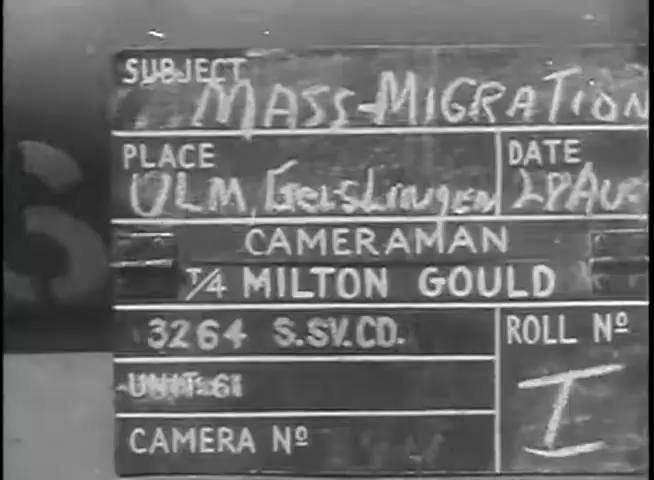 SUBJECT
MASS-MIGRATION
PLACE
DATE
ULM, Geislingen
CAMERAMAN
T/4 MILTON GOULD
3264 S.SV.CO.
ROLL Nº
UNIT-61
I
CAMERA Nº